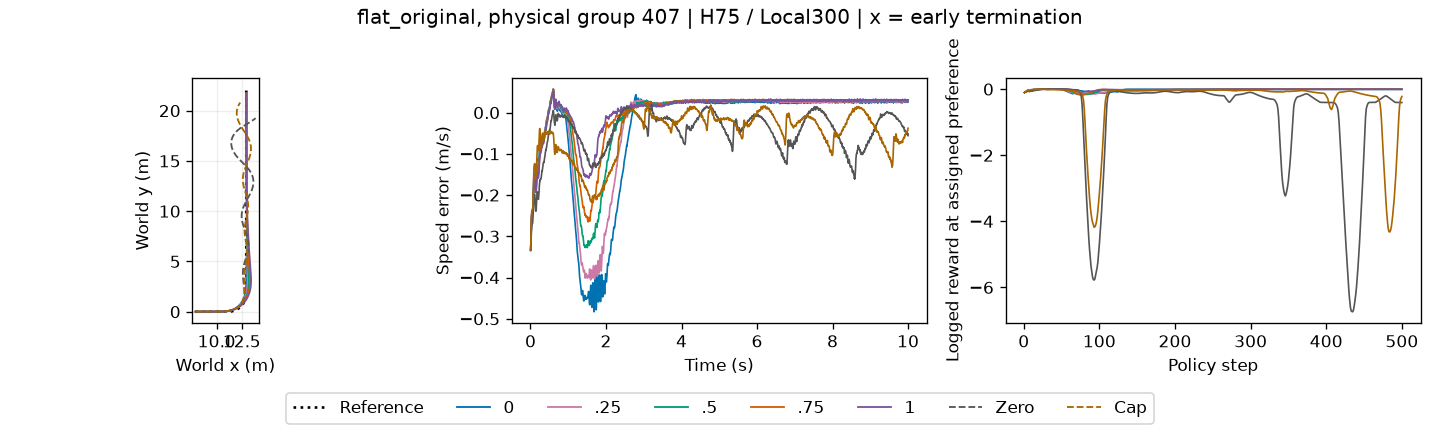 flat_original, physical group 407 | H75 / Local300 | x = early termination
World y (m)
20
15
10
5
0
10.0
12.5
World x (m)
Speed error (m/s)
0.0
−0.1
−0.2
−0.3
−0.4
−0.5
0 2 4 6 8 10
Time (s)
Logged reward at assigned preference
0
−2
−4
−6
0 100 200 300 400 500
Policy step
Reference 0 .25 .5 .75 1 Zero Cap